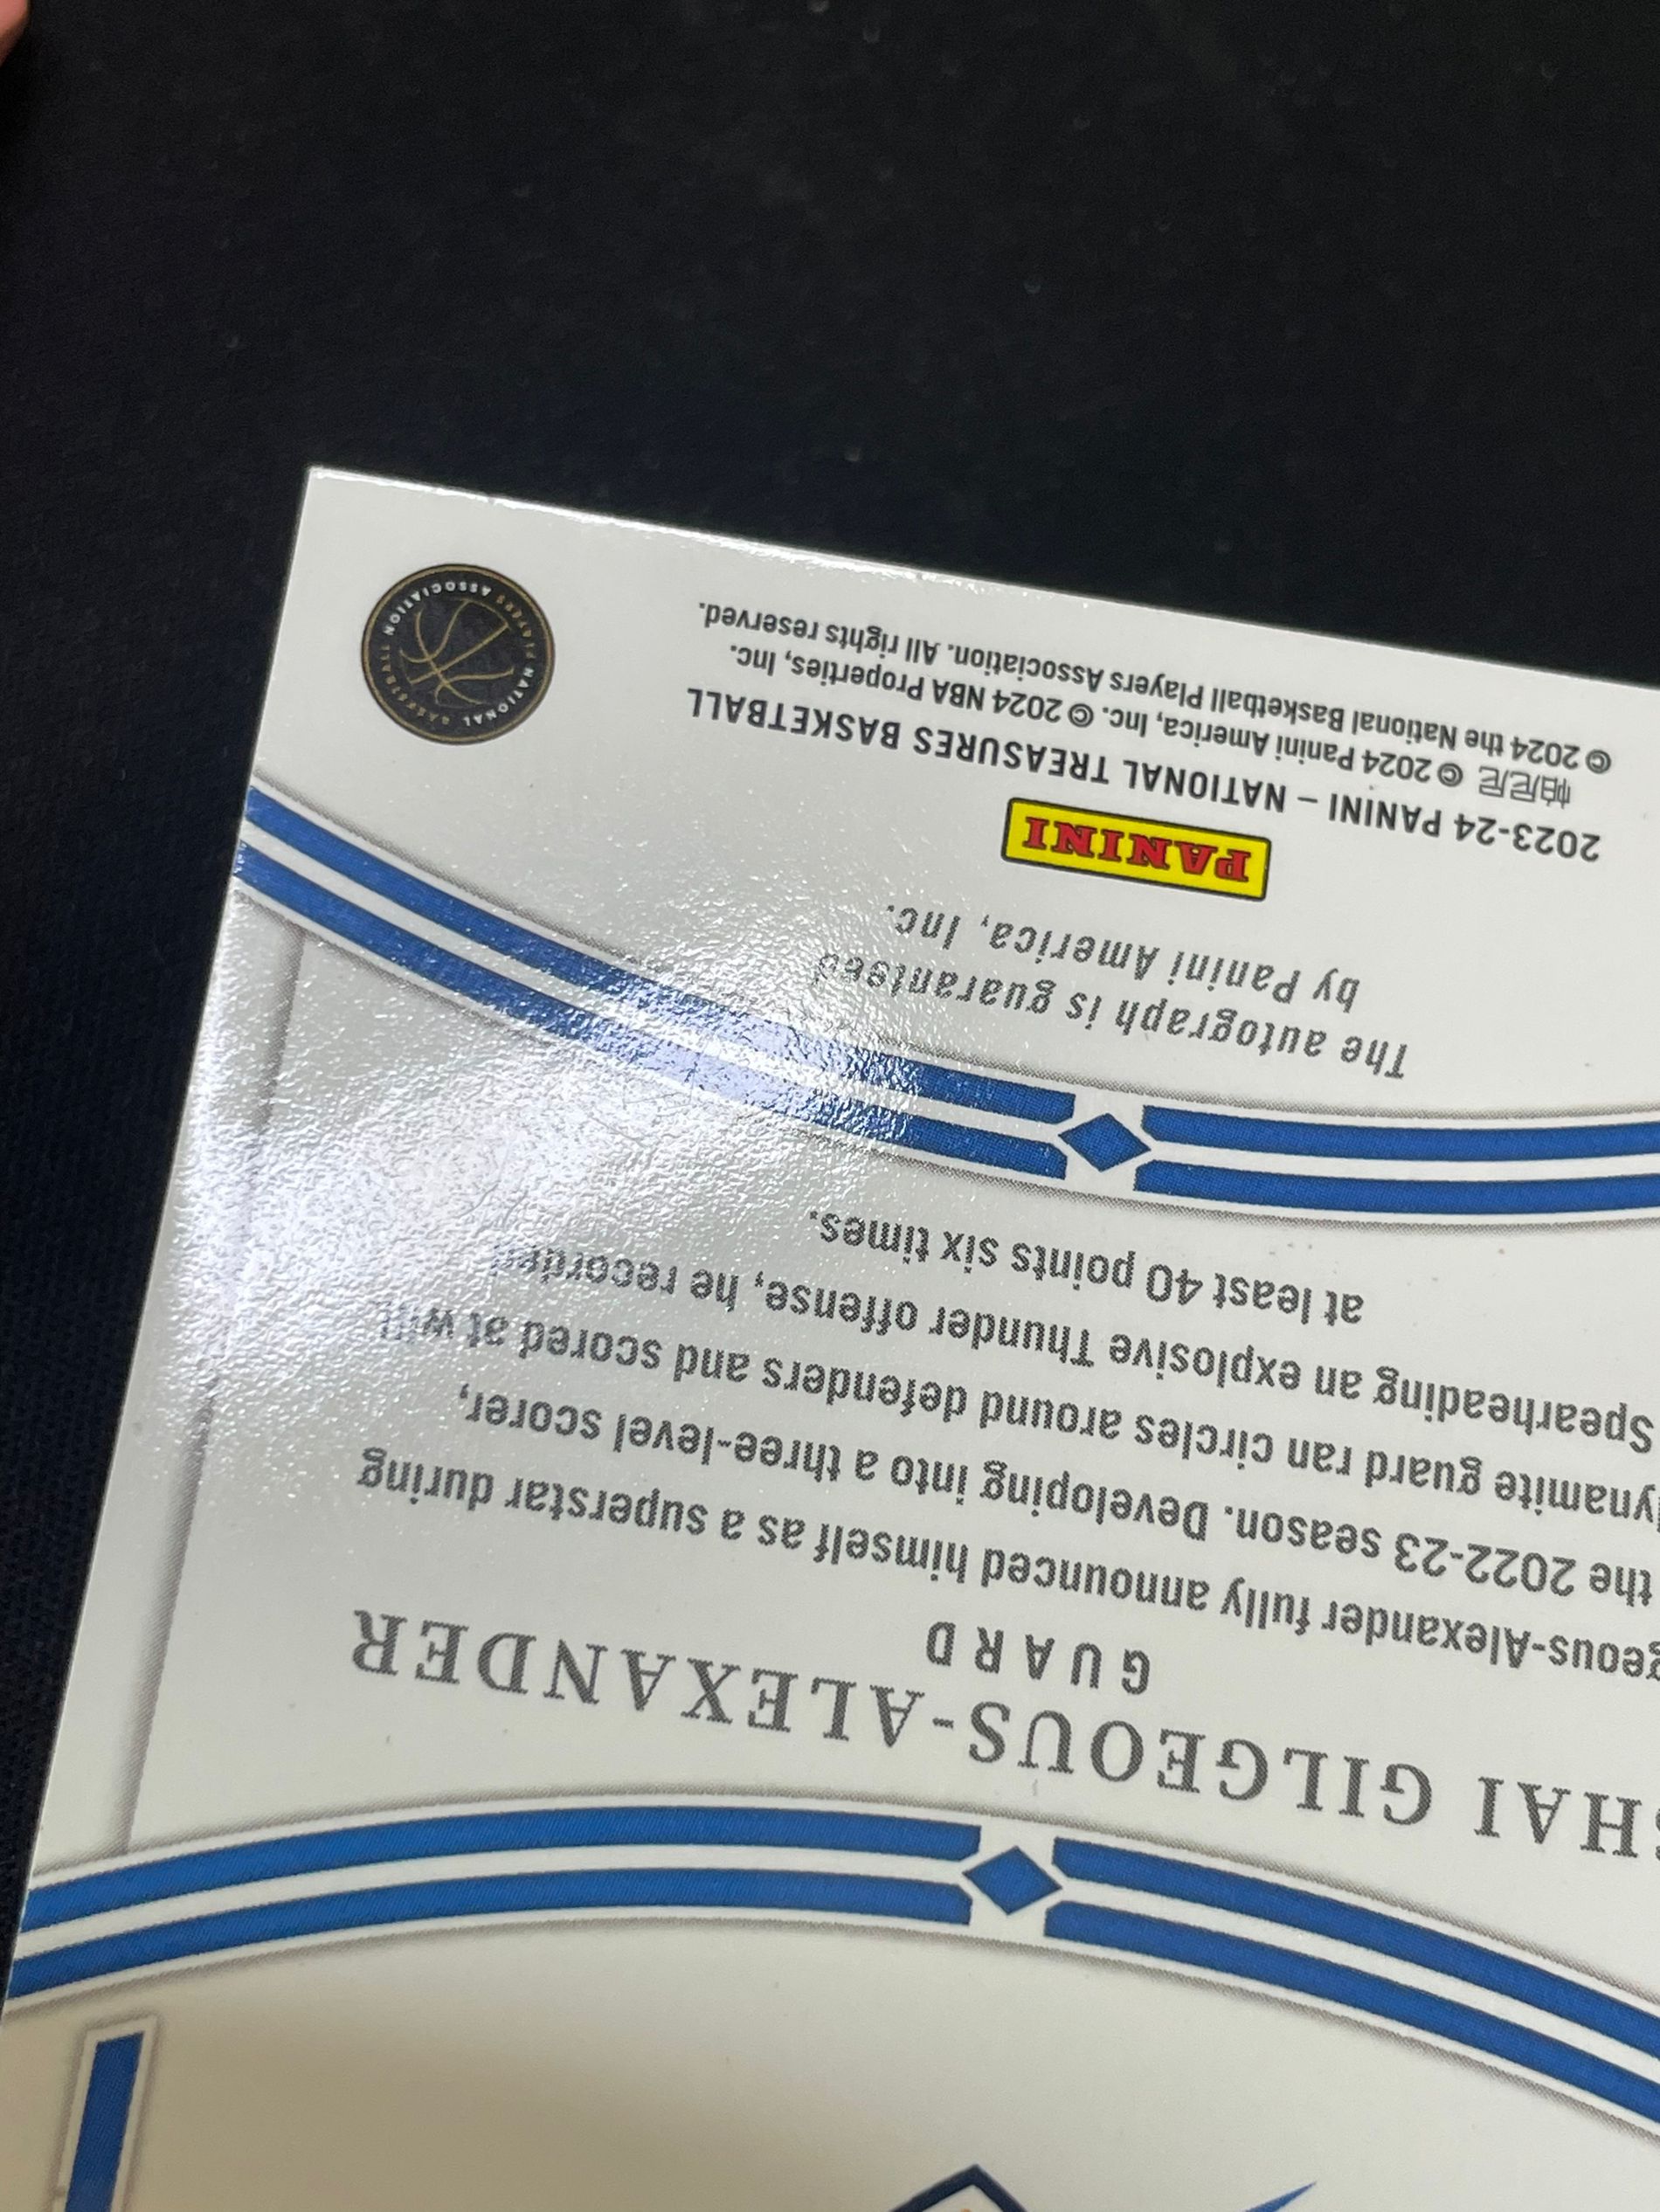 SHAI GILGEOUS-ALEXANDER
GUARD
geous-Alexander fully announced himself as a superstar during
the 2022-23 season. Developing into a three-level scorer,
dynamite guard ran circles around defenders and scored at will
Spearheading an explosive Thunder offense, he recorded
at least 40 points six times.
The autograph is guaranteed
by Panini America, Inc.
PANINI
2023-24 PANINI – NATIONAL TREASURES BASKETBALL
帕尼尼 © 2024 Panini America, Inc. © 2024 NBA Properties, Inc.
© 2024 the National Basketball Players Association. All rights reserved.
NATIONAL BASKETBALL PLAYERS ASSOCIATION